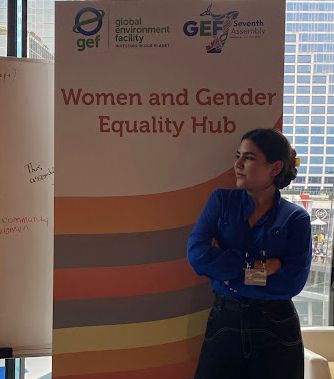 gef
global
environment
facility
INVESTING IN OUR PLANET
GEF Seventh
Assembly
Women and Gender
Equality Hub
This
community
women